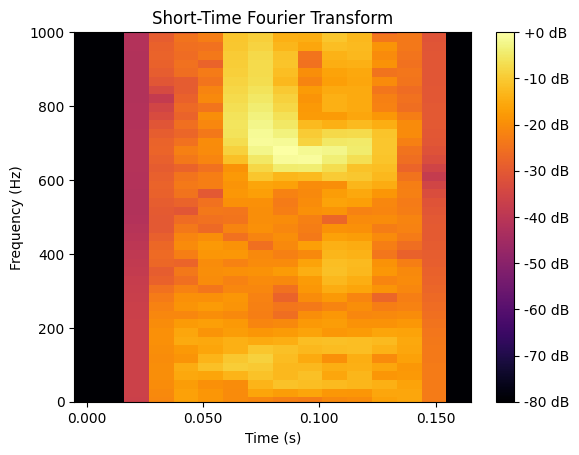 Short-Time Fourier Transform
1000
800
600
400
200
0
Frequency (Hz)
0.000
0.050
0.100
0.150
Time (s)
+0 dB
-10 dB
-20 dB
-30 dB
-40 dB
-50 dB
-60 dB
-70 dB
-80 dB